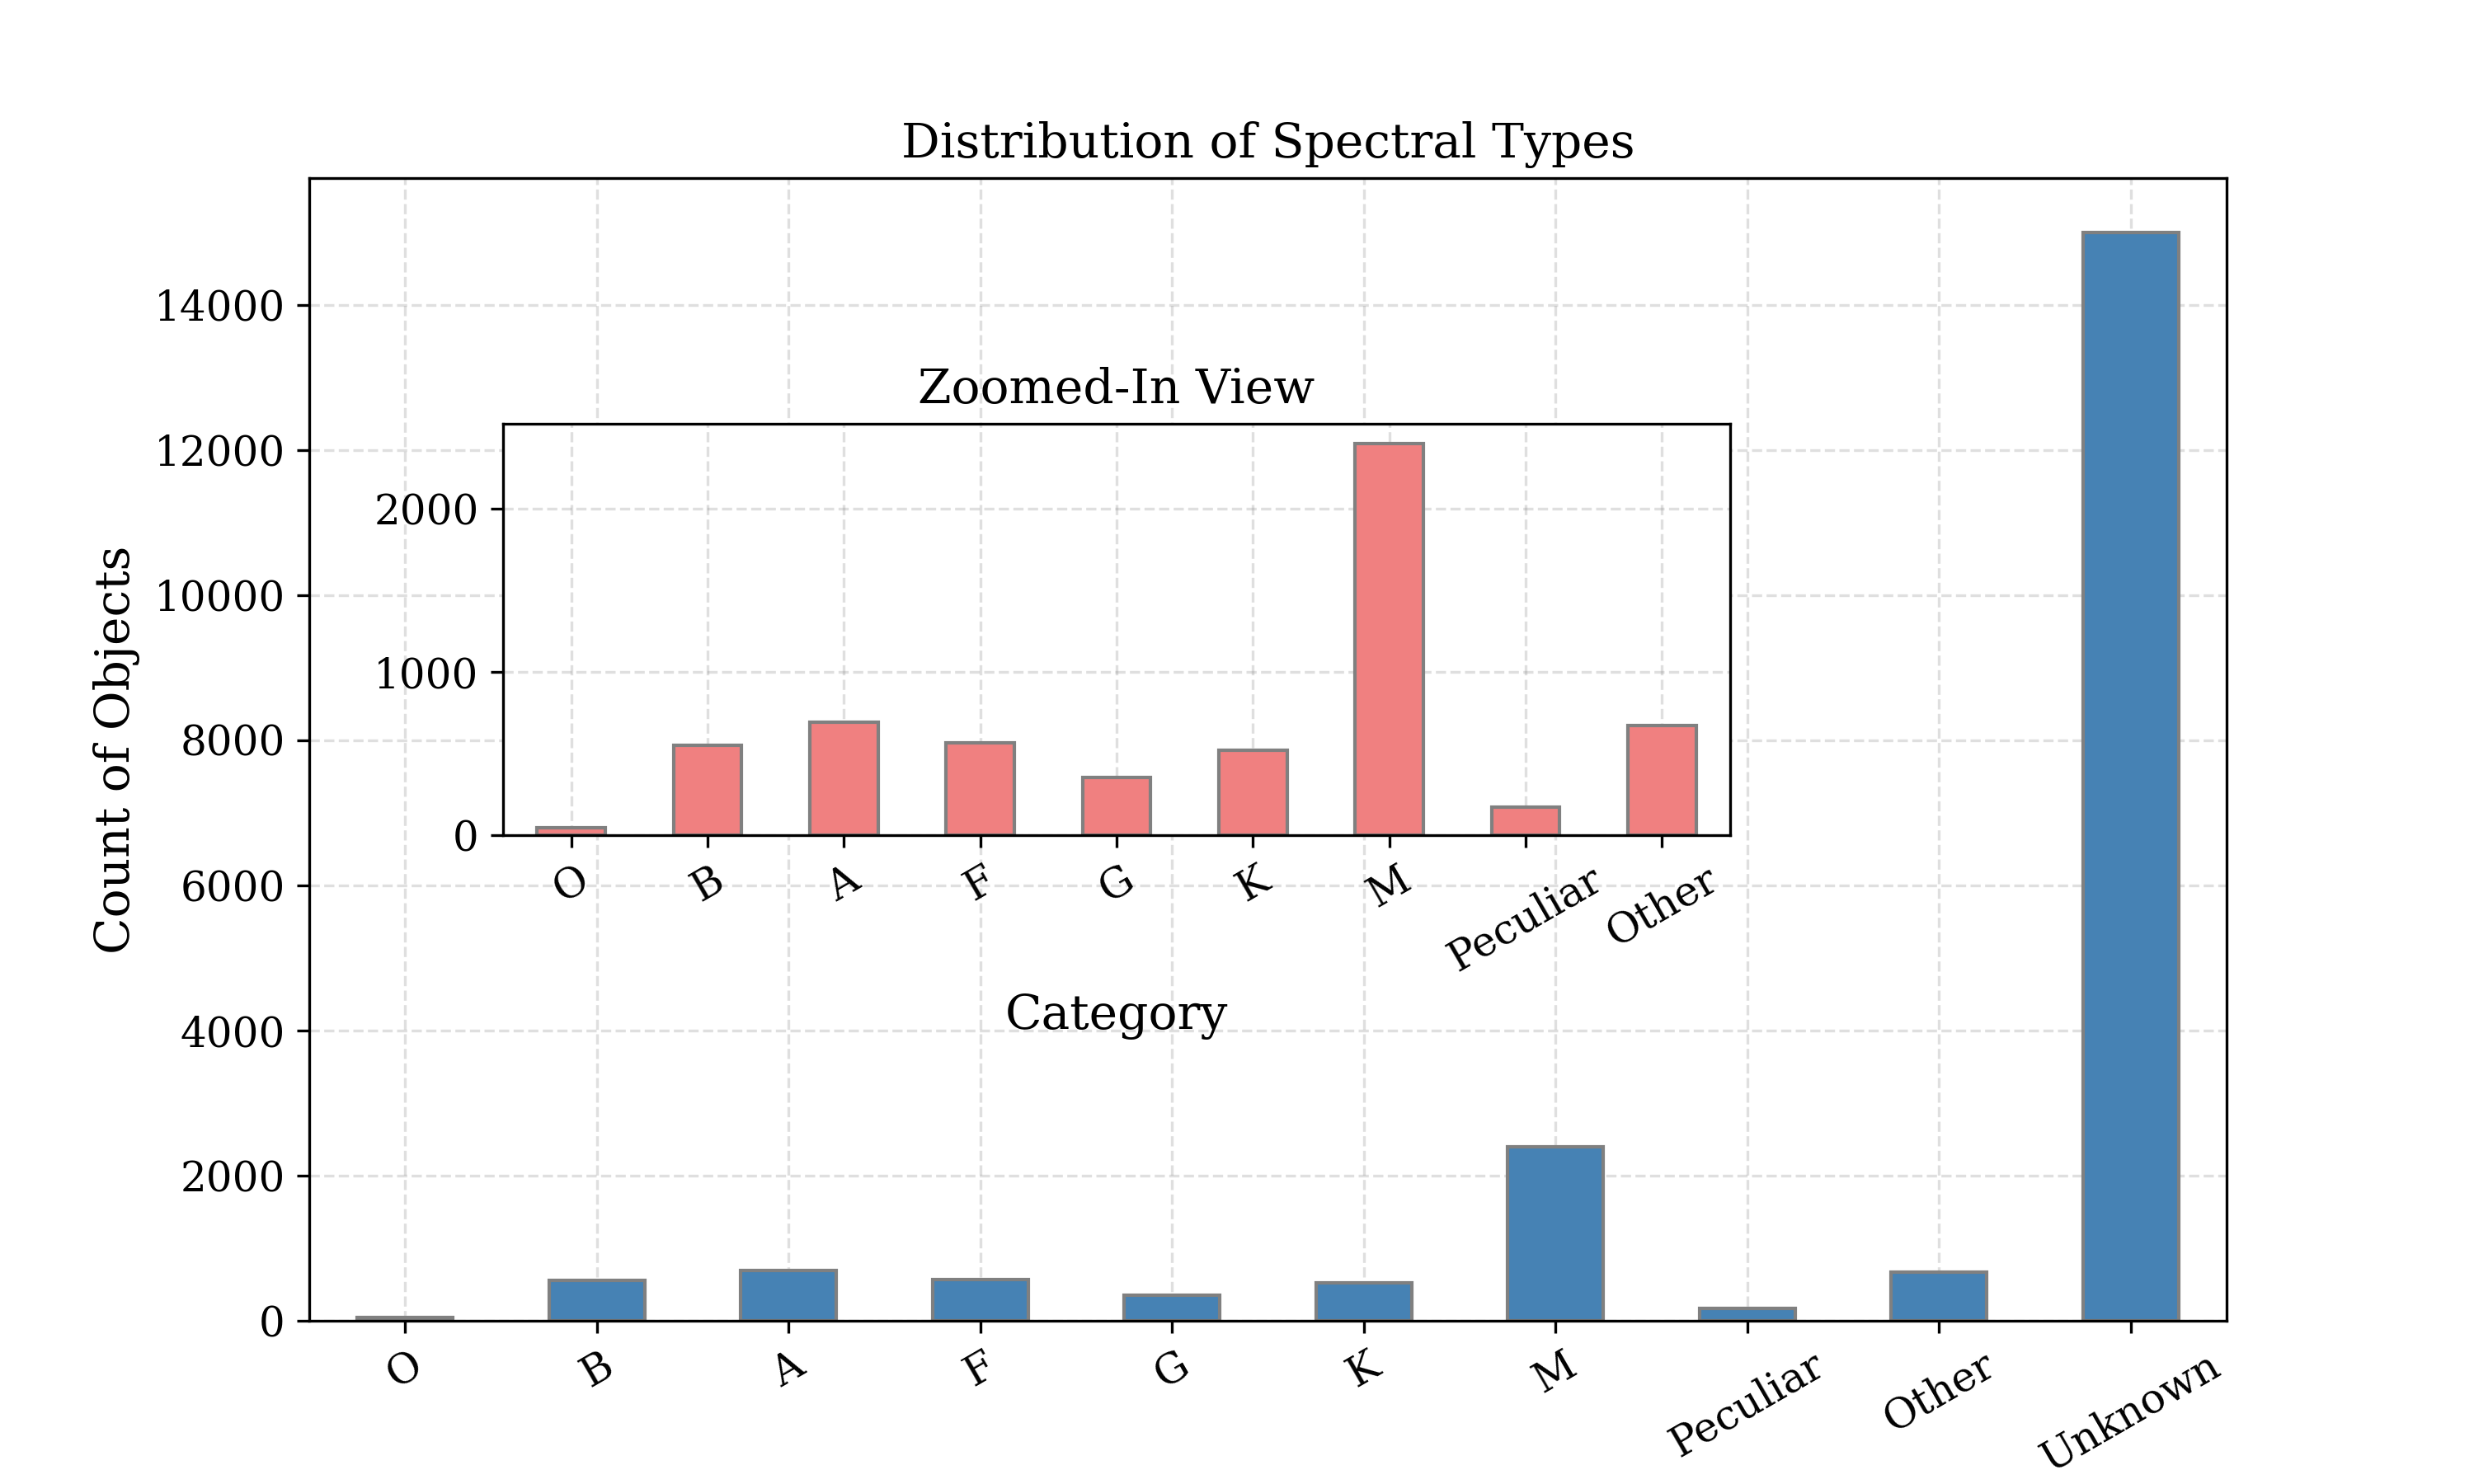 Distribution of Spectral Types
Count of Objects
14000
12000
10000
8000
6000
4000
2000
0
Zoomed-In View
2000
1000
0
O B A F G K M Peculiar Other
Category
O B A F G K M Peculiar Other Unknown